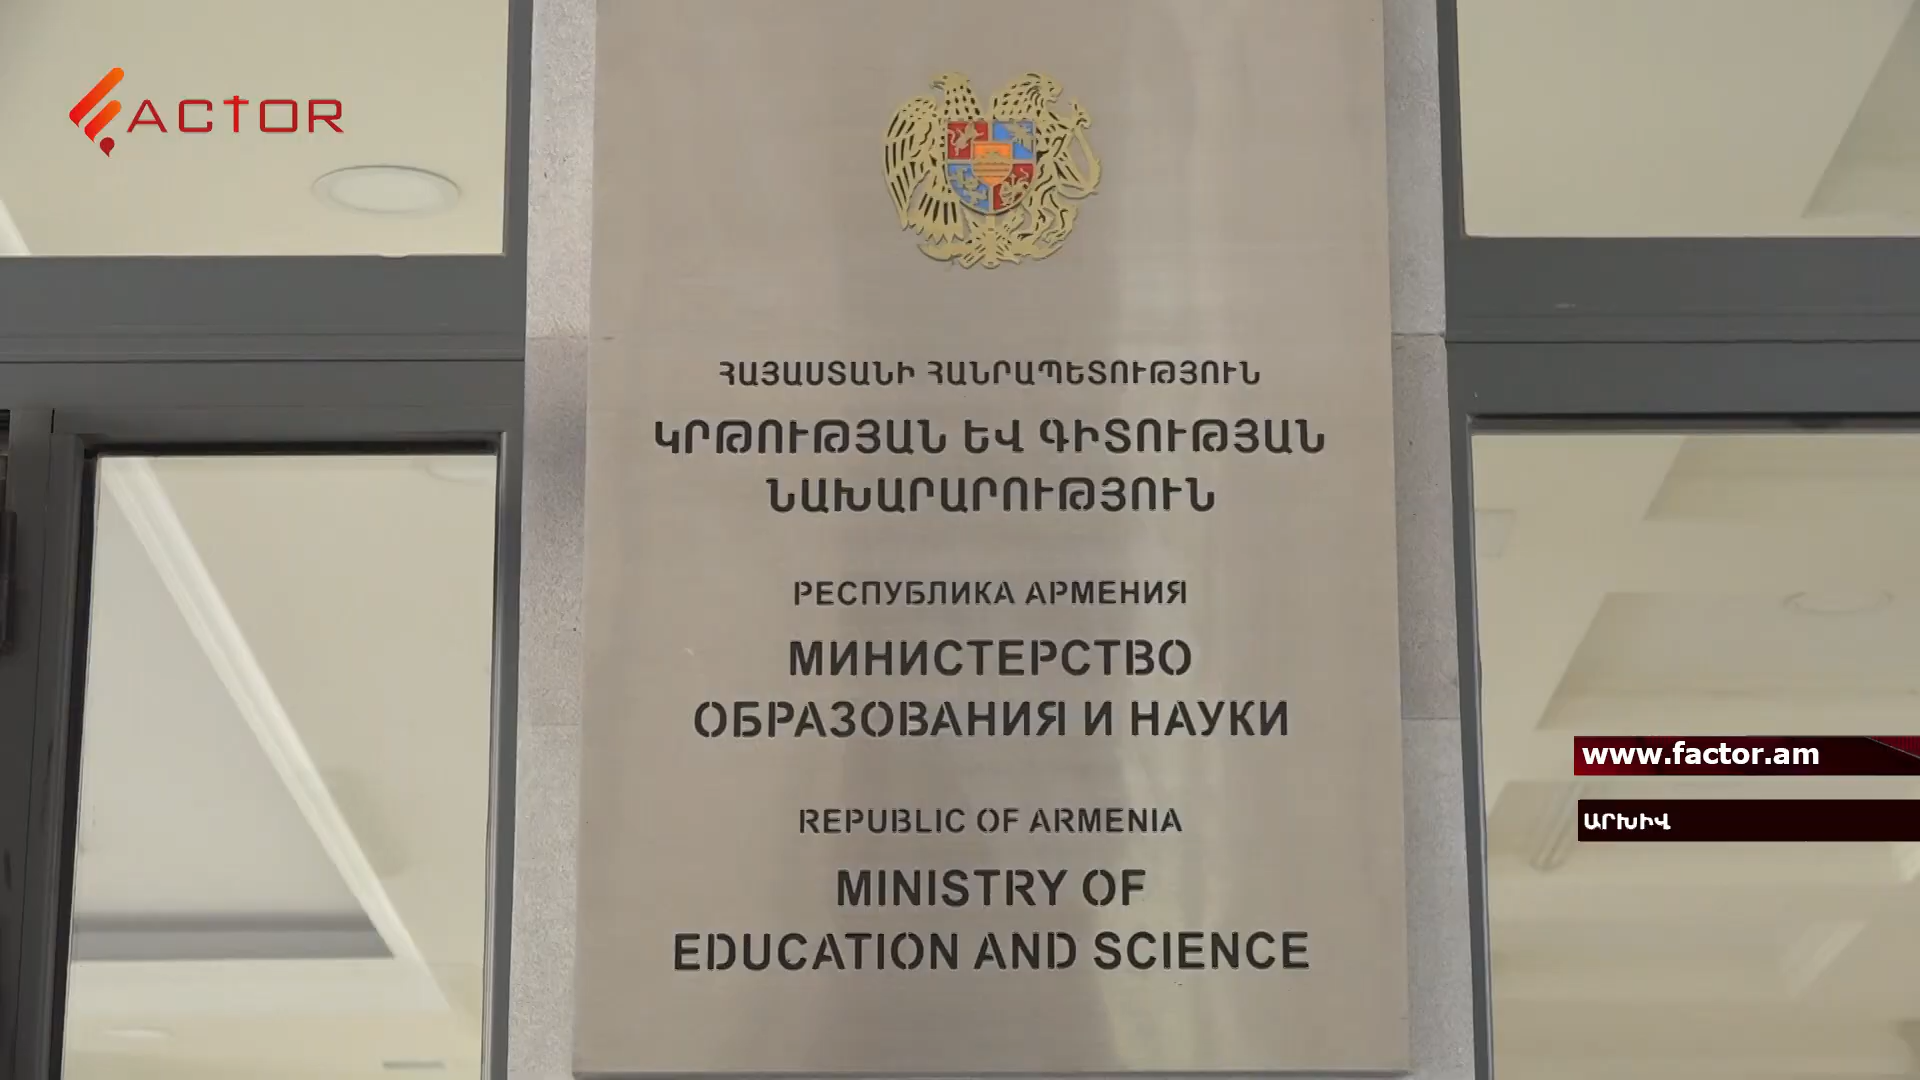 FACTOR
ՀԱՅԱՍՏԱՆԻ ՀԱՆՐԱՊԵՏՈՒԹՅՈՒՆ
ԿՐԹՈՒԹՅԱՆ ԵՎ ԳԻՏՈՒԹՅԱՆ
ՆԱԽԱՐԱՐՈՒԹՅՈՒՆ
РЕСПУБЛИКА АРМЕНИЯ
МИНИСТЕРСТВО
ОБРАЗОВАНИЯ И НАУКИ
www.factor.am
ԱՐԽԻՎ
REPUBLIC OF ARMENIA
MINISTRY OF
EDUCATION AND SCIENCE